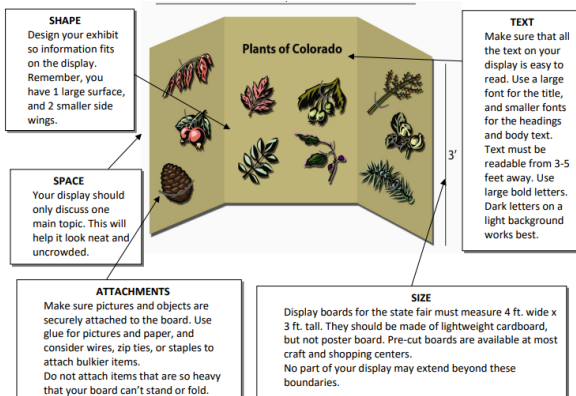 SHAPE
Design your exhibit
so information fits
on the display.
Remember, you
have 1 large surface,
and 2 smaller side
wings.
Plants of Colorado
TEXT
Make sure that all
the text on your
display is easy to
read. Use a large
font for the title,
and smaller fonts
for the headings
and body text.
Text must be
readable from 3-5
feet away. Use
large bold letters.
Dark letters on a
light background
works best.
3’
SPACE
Your display should
only discuss one
main topic. This will
help it look neat and
uncrowded.
ATTACHMENTS
Make sure pictures and objects are
securely attached to the board. Use
glue for pictures and paper, and
consider wires, zip ties, or staples to
attach bulkier items.
Do not attach items that are so heavy
that your board can’t stand or fold.
SIZE
Display boards for the state fair must measure 4 ft. wide x
3 ft. tall. They should be made of lightweight cardboard,
but not poster board. Pre-cut boards are available at most
craft and shopping centers.
No part of your display may extend beyond these
boundaries.